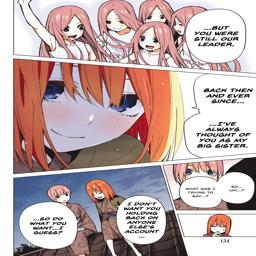 ...BUT
YOU WERE
STILL OUR
LEADER.
BACK THEN
AND EVER
SINCE...
...I'VE
ALWAYS
THOUGHT OF
YOU AS MY
BIG SISTER.
SO...
UM...?
WHAT WAS I
TRYING TO
SAY...?
I DON'T
WANT YOU
HOLDING
BACK ON
ANYONE
ELSE'S
ACCOUNT
...
...SO DO
WHAT YOU
WANT...I
GUESS?
134